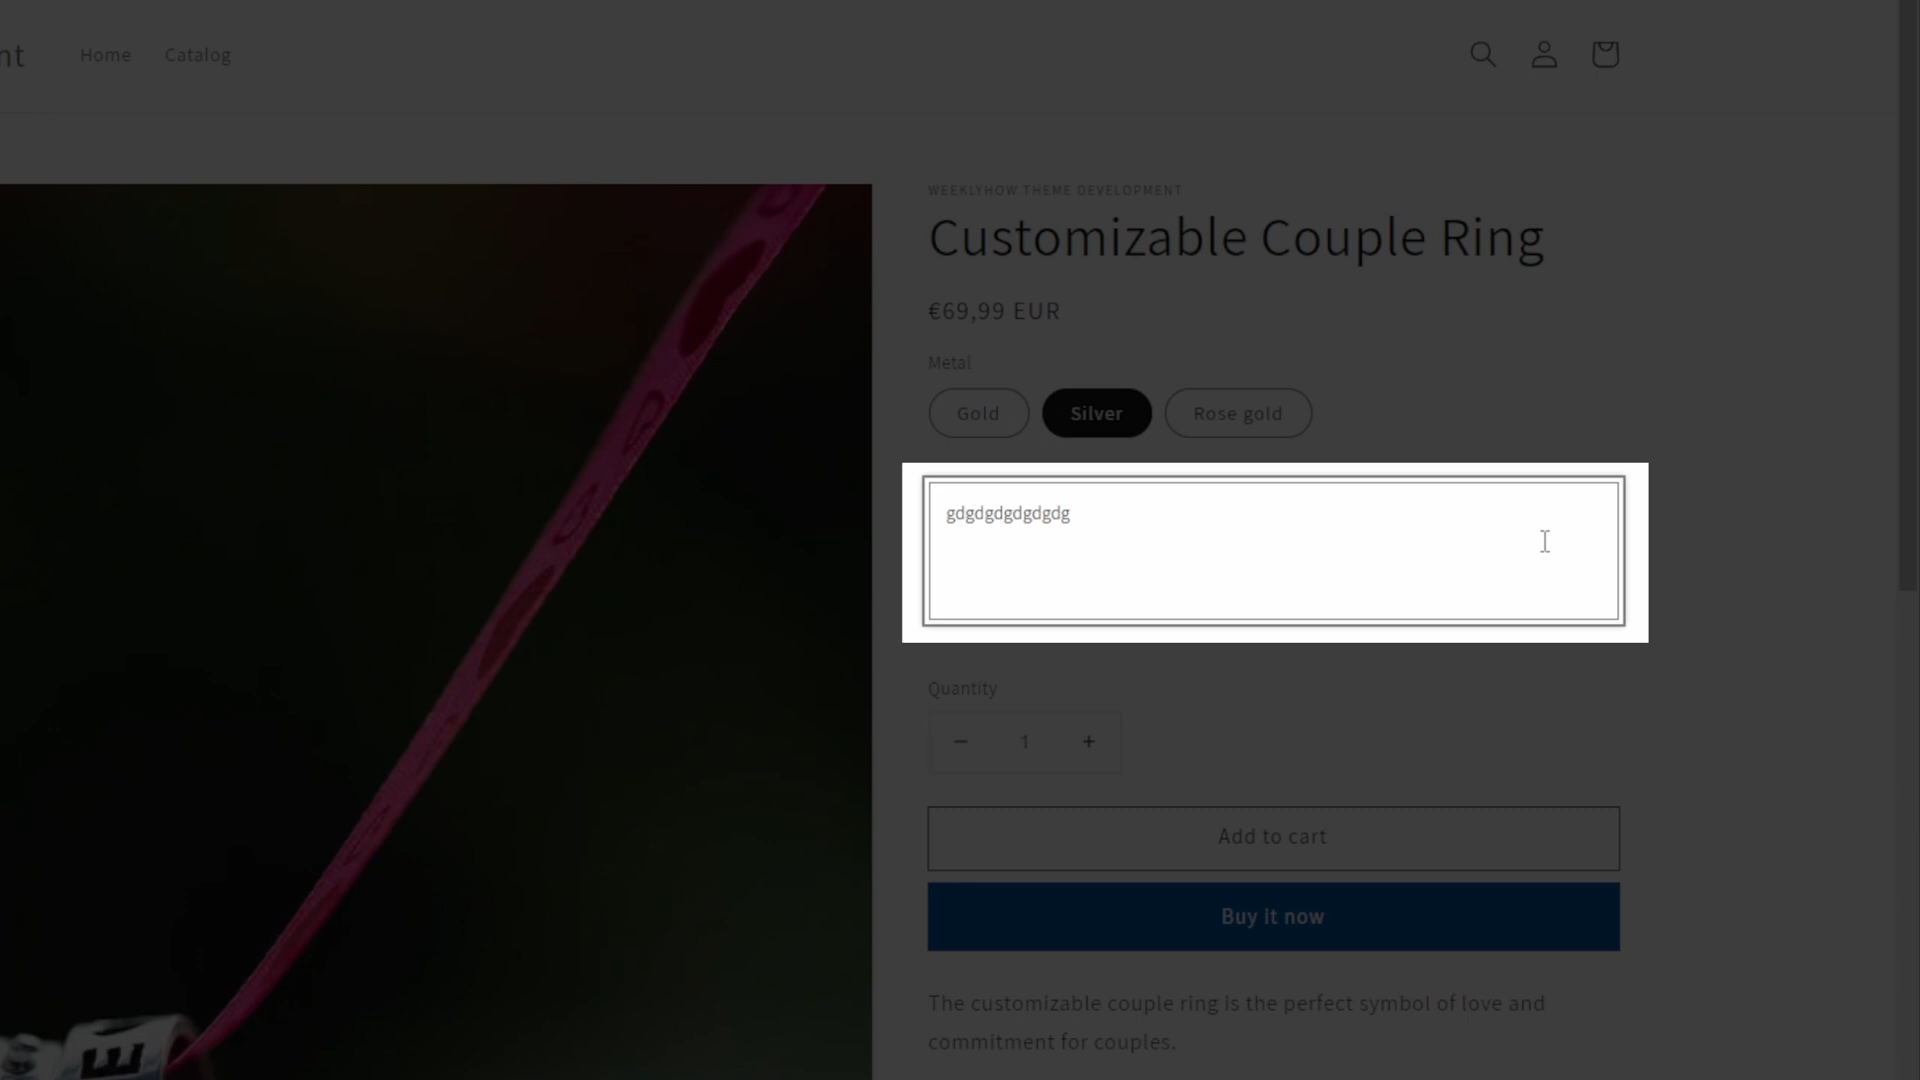 nt Home Catalog
WEEKLYHOW THEME DEVELOPMENT
Customizable Couple Ring
€69,99 EUR
Metal
Gold Silver Rose gold
gdgdgdgdgdgdg
Quantity
− 1 +
Add to cart
Buy it now
The customizable couple ring is the perfect symbol of love and
commitment for couples.
E